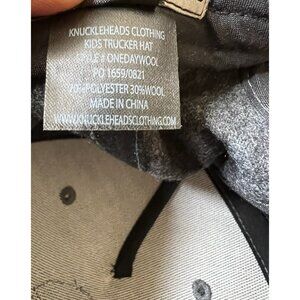 KNUCKLEHEADS CLOTHING
KIDS TRUCKER HAT
STYLE # ONEDAYWOOL
PO 1659/0821
70% POLYESTER 30%WOOL
MADE IN CHINA
WWW.KNUCKLEHEADSCLOTHING.COM